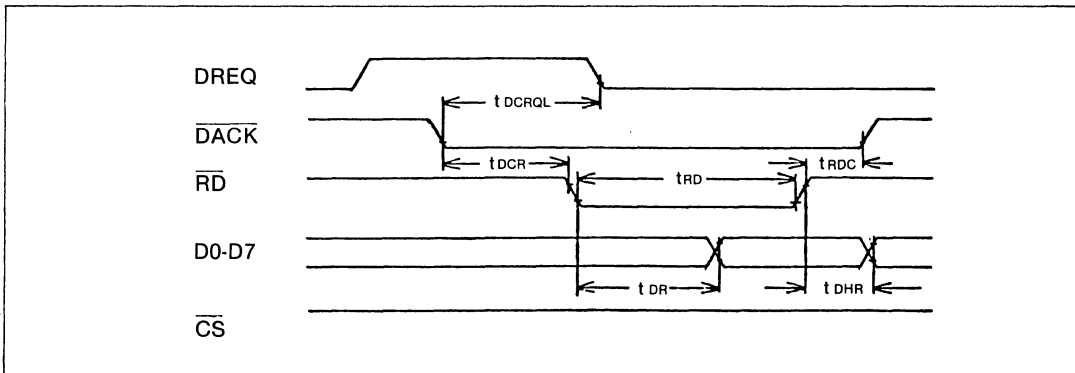 DREQ
t DCRQL
DACK
t DCR
t RDC
RD
t RD
D0-D7
t DR
t DHR
CS